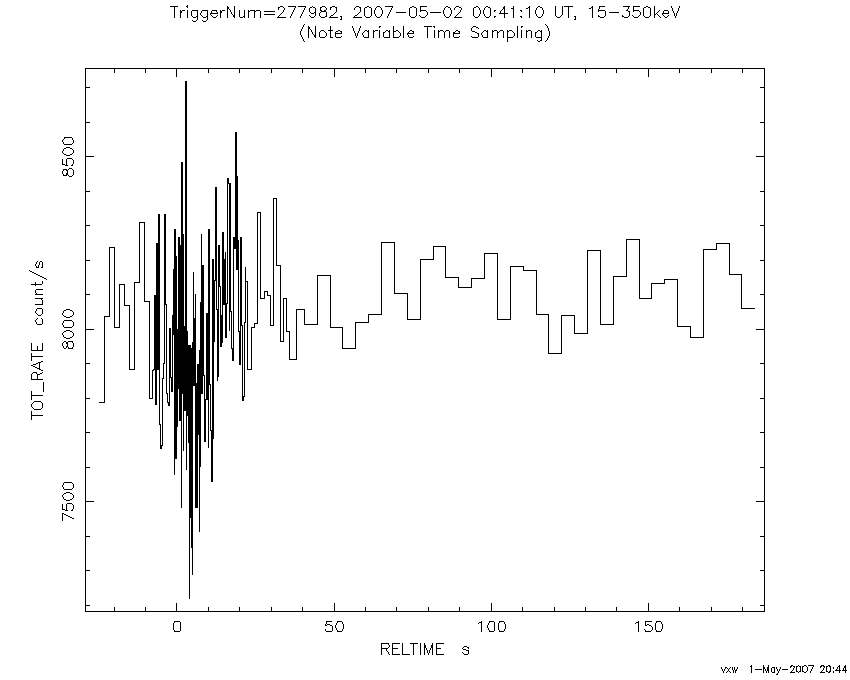 TriggerNum=277982, 2007-05-02 00:41:10 UT, 15-350keV
(Note Variable Time Sampling)
8500
8000
7500
TOT_RATE count/s
0 50 100 150
RELTIME s
vxw 1-May-2007 20:44